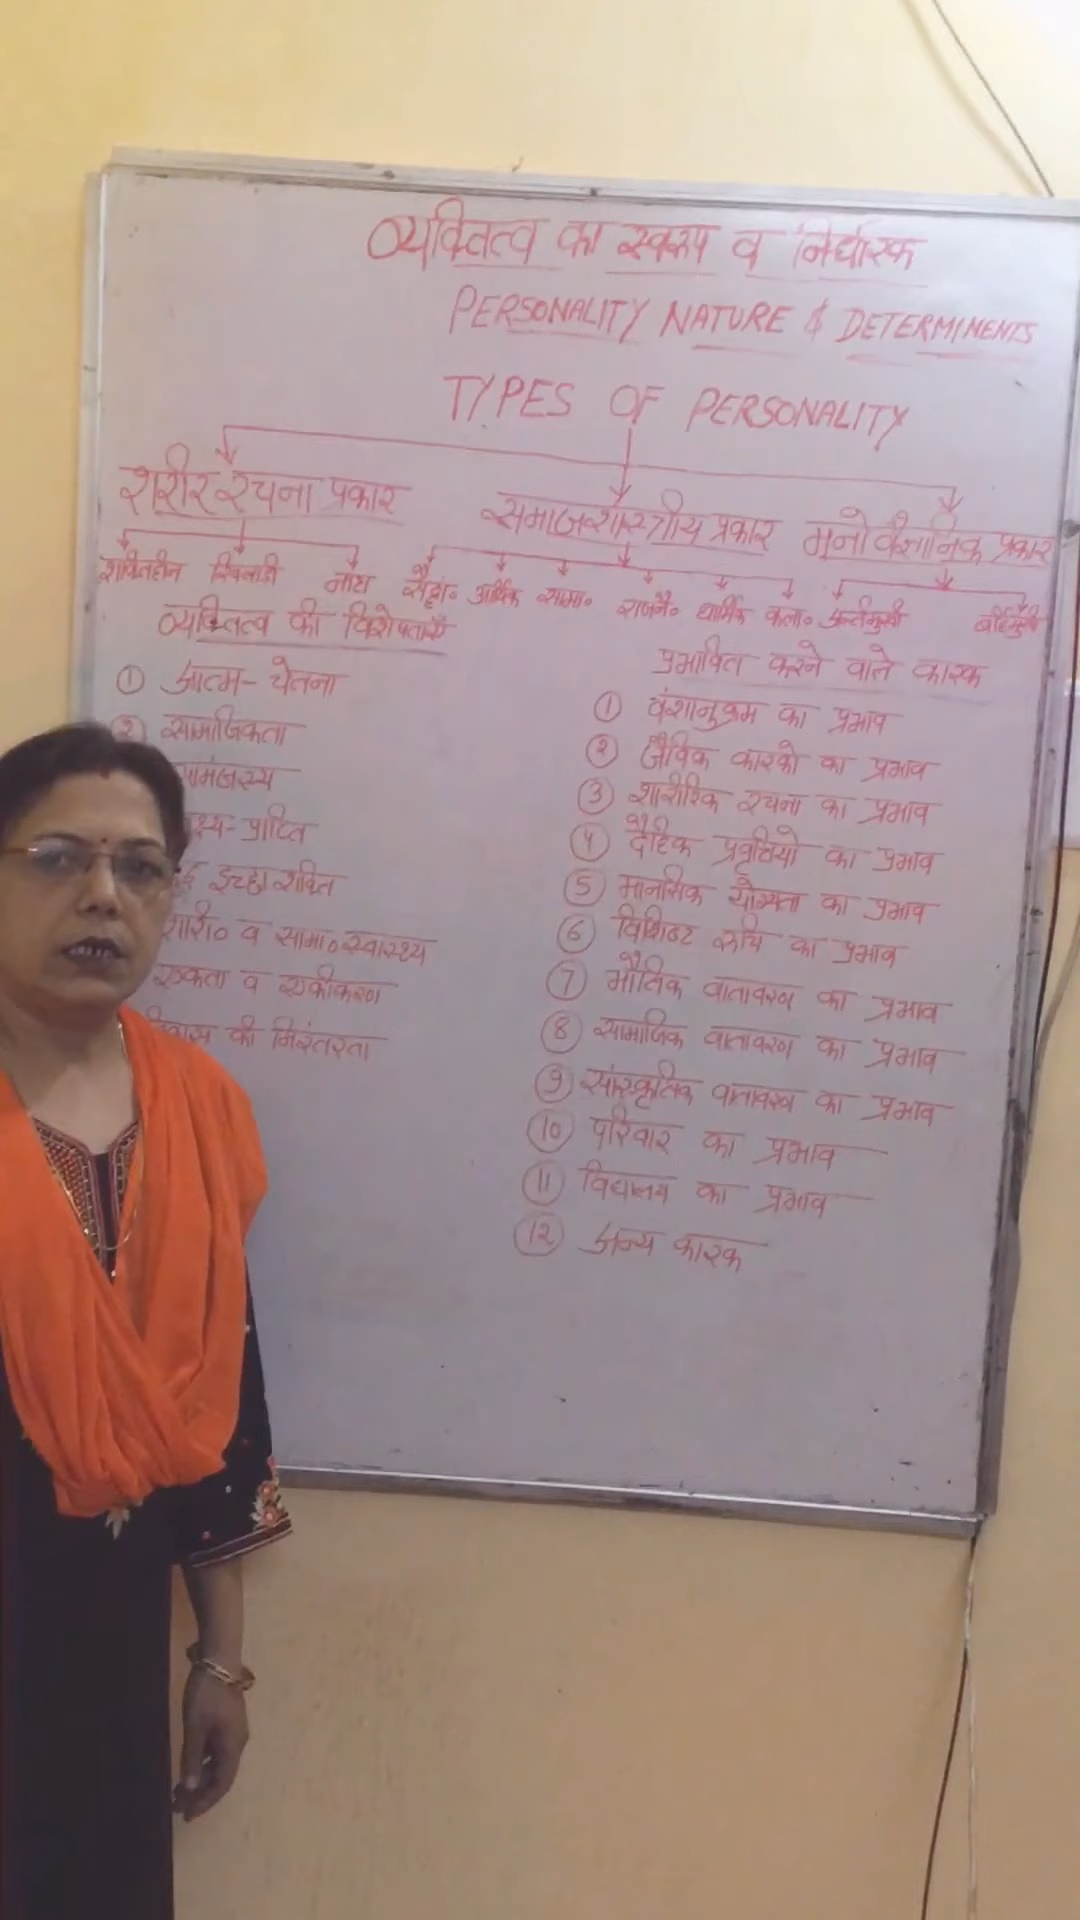 व्यक्तित्व का स्वरूप व निर्धारक
PERSONALITY NATURE & DETERMINENTS
TYPES OF PERSONALITY
शरीर रचना प्रकार
समाजशास्त्रीय प्रकार
मनोवैज्ञानिक प्रकार
शक्तिहीन खिलाड़ी नाटा
सैद्धां० आर्थिक सामा० राजनै० धार्मिक कला०
अन्तर्मुखी बहिर्मुखी
व्यक्तित्व की विशेषताएँ
① आत्म-चेतना
② सामाजिकता
सामंजस्य
प्राप्ति
इच्छा शक्ति
शारी० व सामा० स्वास्थ्य
एकता व एकीकरण
की निरंतरता
प्रभावित करने वाले कारक
① वंशानुक्रम का प्रभाव
② जैविक कारको का प्रभाव
③ शारीरिक रचना का प्रभाव
④ दैहिक प्रवृत्तियो का प्रभाव
⑤ मानसिक योग्यता का प्रभाव
⑥ विशिष्ट रुचि का प्रभाव
⑦ भौतिक वातावरण का प्रभाव
⑧ सामाजिक वातावरण का प्रभाव
⑨ सांस्कृतिक वातावरण का प्रभाव
⑩ परिवार का प्रभाव
⑪ विद्यालय का प्रभाव
⑫ अन्य कारक